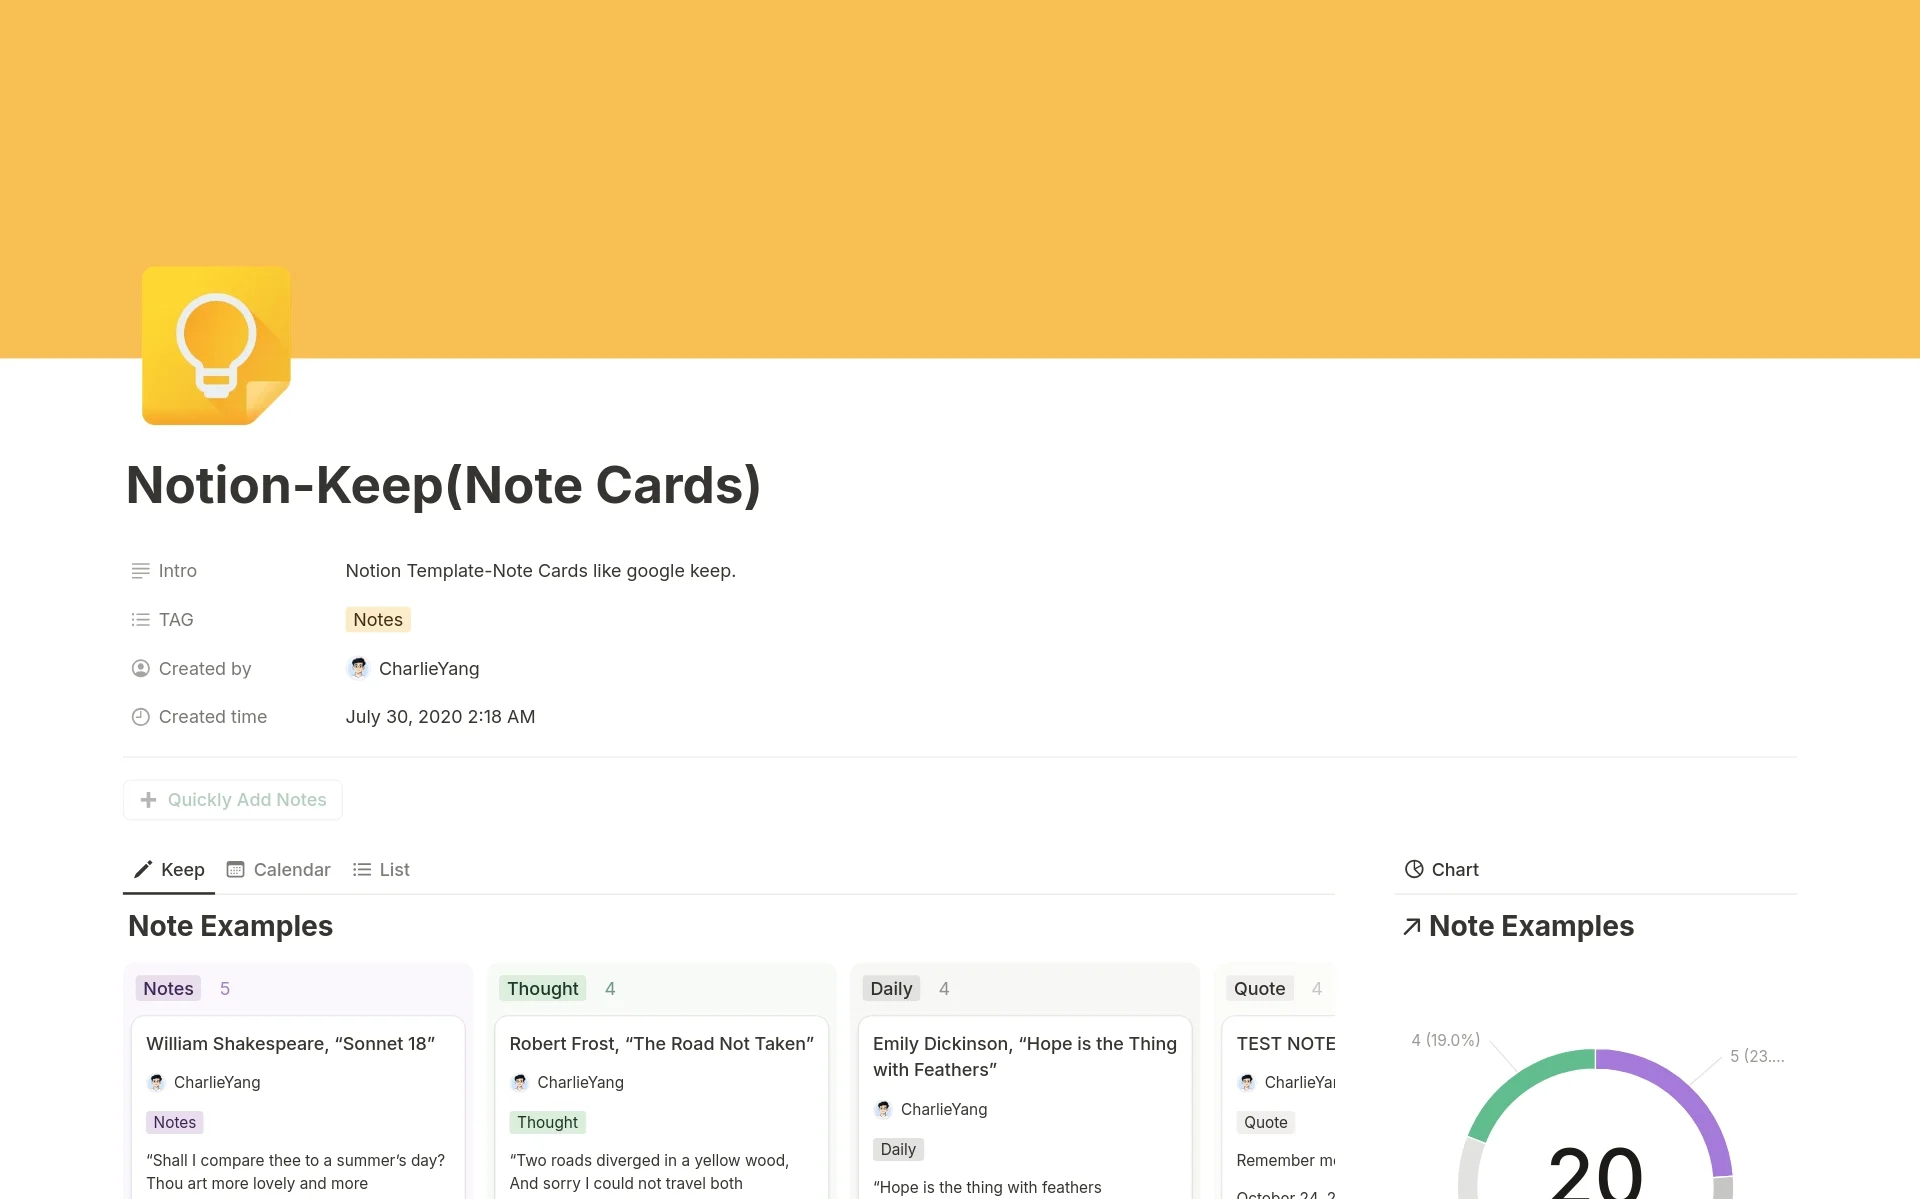 Notion-Keep(Note Cards)
Intro
Notion Template-Note Cards like google keep.
TAG
Notes
Created by
CharlieYang
Created time
July 30, 2020 2:18 AM
Quickly Add Notes
Keep
Calendar
List
Note Examples
Notes 5
William Shakespeare, “Sonnet 18”
CharlieYang
Notes
“Shall I compare thee to a summer’s day?
Thou art more lovely and more
Thought 4
Robert Frost, “The Road Not Taken”
CharlieYang
Thought
“Two roads diverged in a yellow wood,
And sorry I could not travel both
Daily 4
Emily Dickinson, “Hope is the Thing
with Feathers”
CharlieYang
Daily
“Hope is the thing with feathers
Quote 4
TEST NOTE
CharlieYar
Quote
Remember
October 24, 2
Chart
Note Examples
4 (19.0%)
5 (23....
20